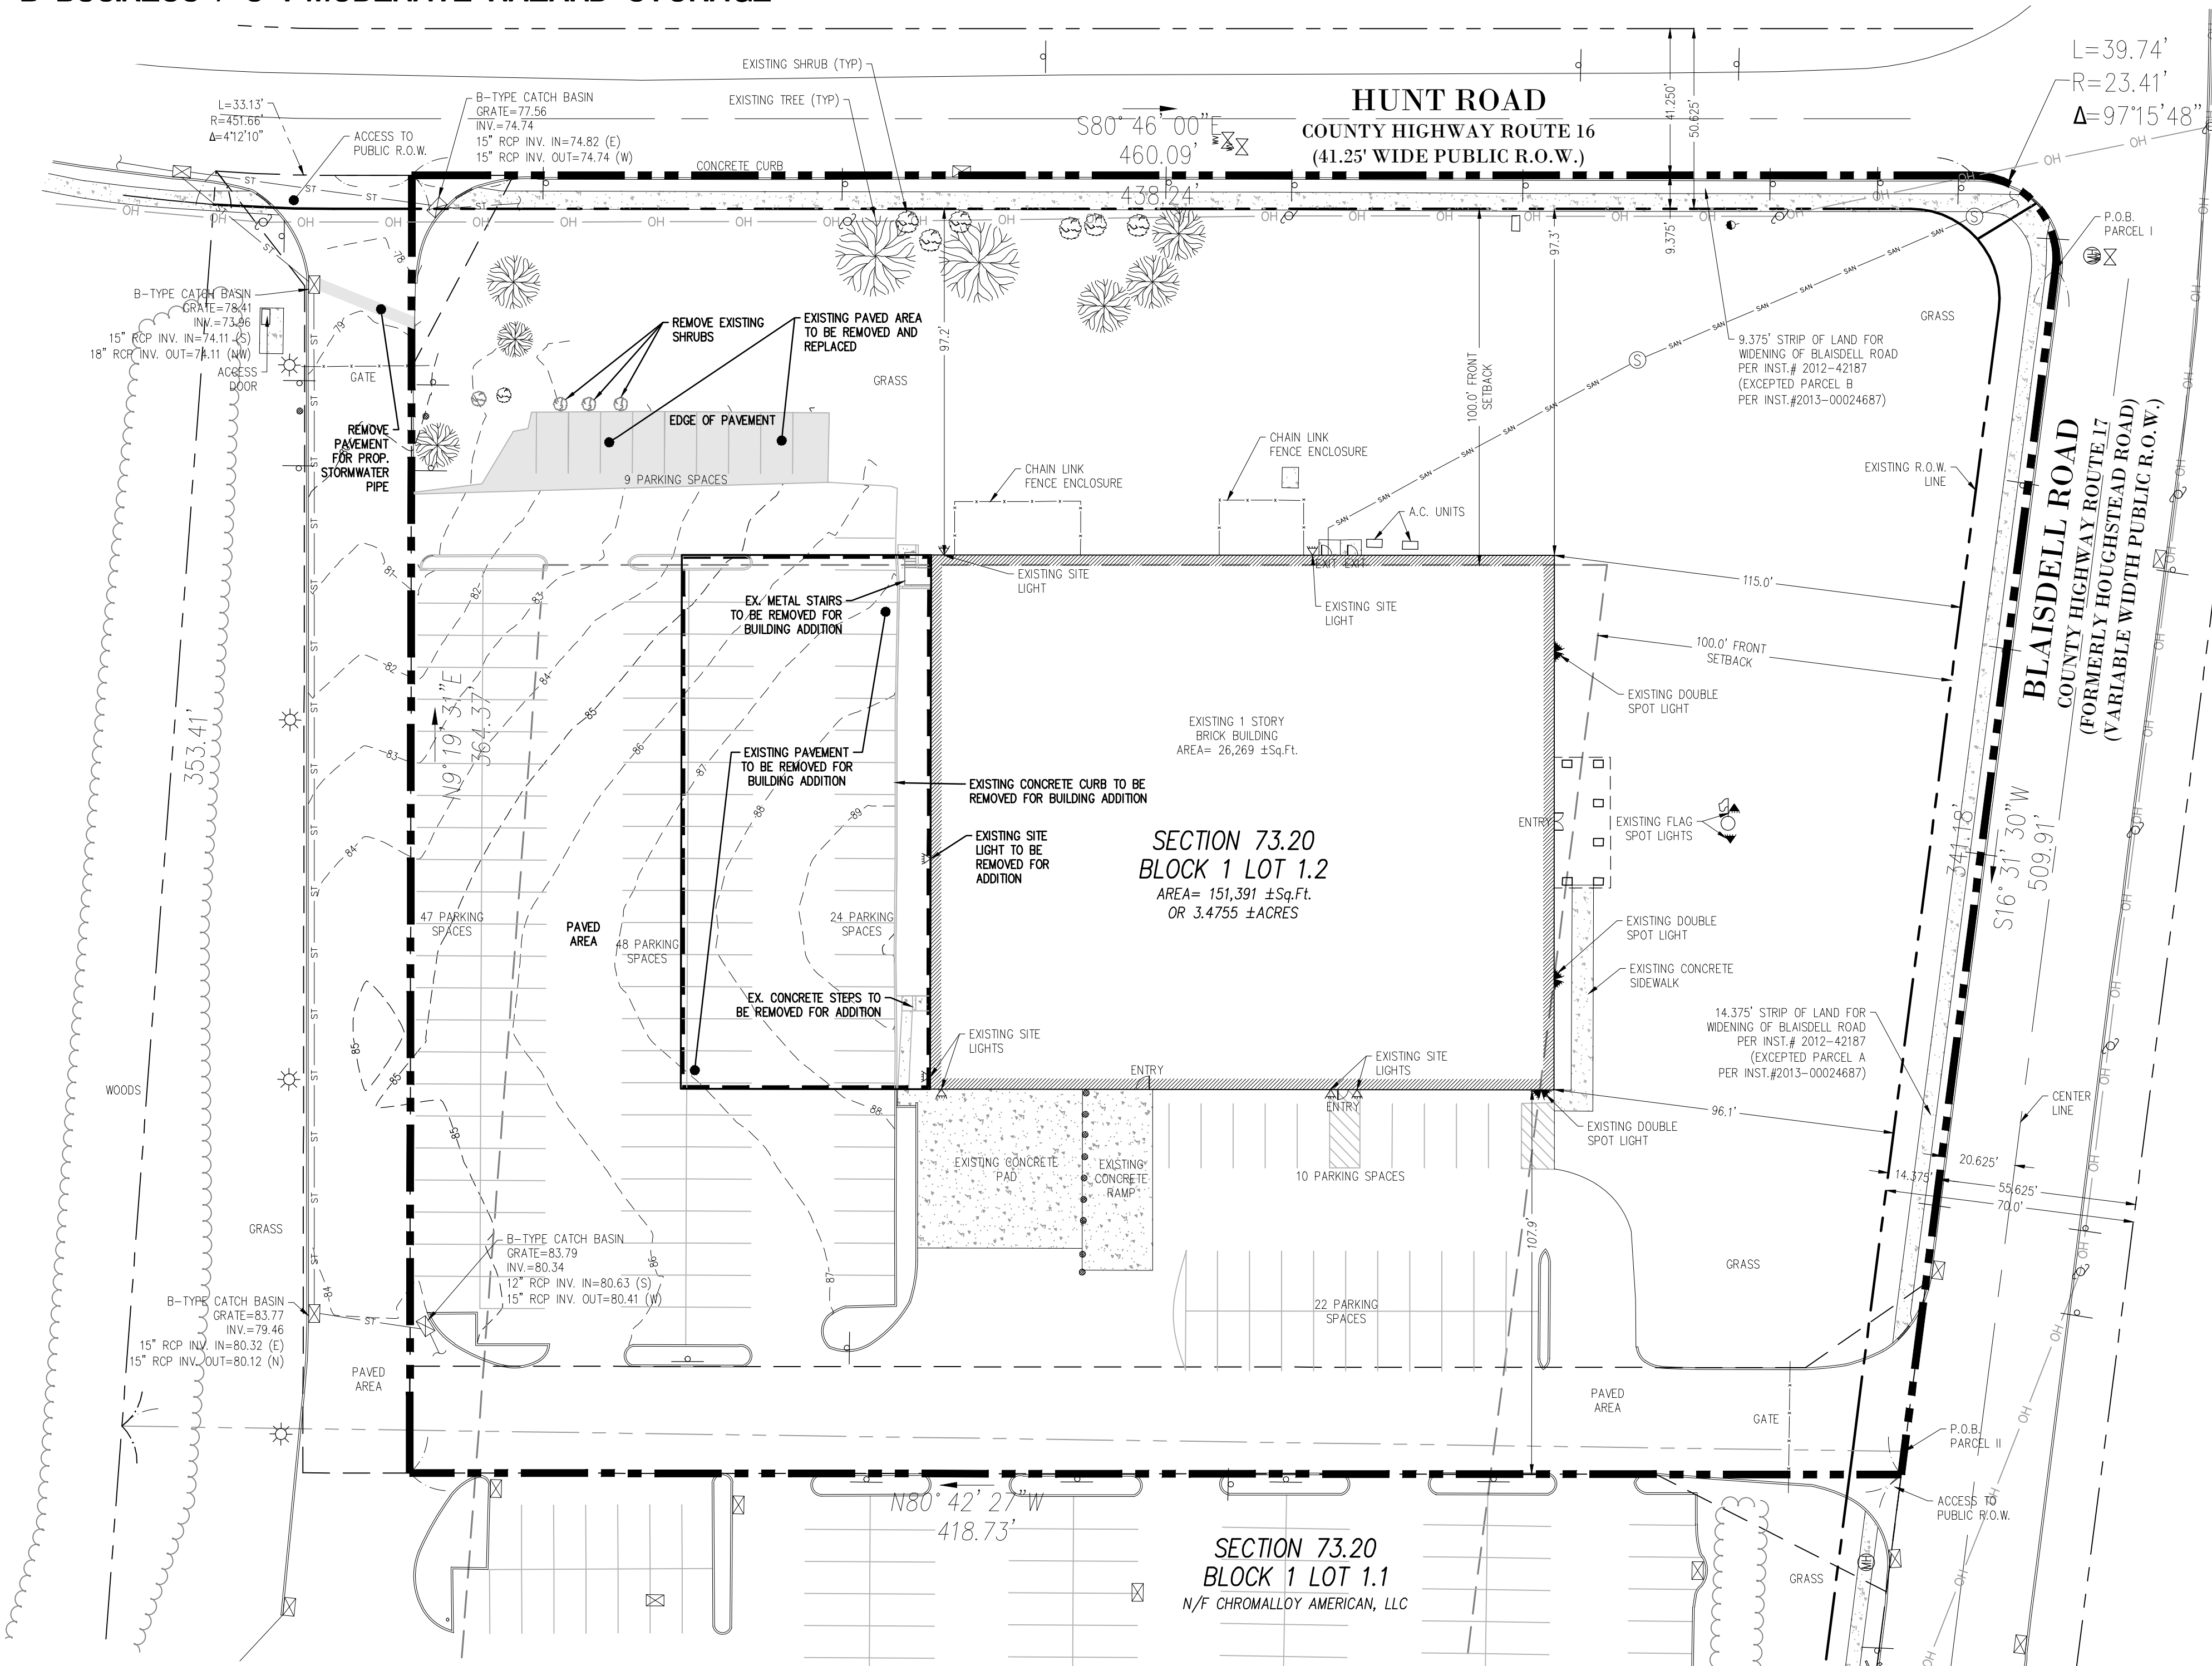 L=39.74'
R=23.41'
Δ=97°15'48"
EXISTING SHRUB (TYP)
EXISTING TREE (TYP)
B-TYPE CATCH BASIN
GRATE=77.56
INV.=74.74
15" RCP INV. IN=74.82 (E)
15" RCP INV. OUT=74.74 (W)
L=33.13'
R=451.66'
Δ=4°12'10"
ACCESS TO
PUBLIC R.O.W.
CONCRETE CURB
S80° 46' 00"E
460.09'
438.24'
HUNT ROAD
COUNTY HIGHWAY ROUTE 16
(41.25' WIDE PUBLIC R.O.W.)
41.250'
50.625'
9.375'
97.3'
97.2'
100.0' FRONT
SETBACK
P.O.B.
PARCEL I
GRASS
9.375' STRIP OF LAND FOR
WIDENING OF BLAISDELL ROAD
PER INST.# 2012-42187
(EXCEPTED PARCEL B
PER INST.#2013-00024687)
B-TYPE CATCH BASIN
GRATE=78.41
INV.=73.96
15" RCP INV. IN=74.11 (S)
18" RCP INV. OUT=74.11 (NW)
ACCESS
DOOR
GATE
REMOVE
PAVEMENT
FOR PROP.
STORMWATER
PIPE
REMOVE EXISTING
SHRUBS
EXISTING PAVED AREA
TO BE REMOVED AND
REPLACED
GRASS
EDGE OF PAVEMENT
9 PARKING SPACES
CHAIN LINK
FENCE ENCLOSURE
CHAIN LINK
FENCE ENCLOSURE
A.C. UNITS
EXIT EXIT
EXISTING R.O.W.
LINE
BLAISDELL ROAD
COUNTY HIGHWAY ROUTE 17
(FORMERLY HOUGHSTEAD ROAD)
(VARIABLE WIDTH PUBLIC R.O.W.)
EXISTING SITE
LIGHT
EXISTING SITE
LIGHT
115.0'
100.0' FRONT
SETBACK
EX. METAL STAIRS
TO BE REMOVED FOR
BUILDING ADDITION
EXISTING DOUBLE
SPOT LIGHT
353.41'
N9° 19' 31"E
364.37'
EXISTING 1 STORY
BRICK BUILDING
AREA= 26,269 ±Sq.Ft.
EXISTING PAVEMENT
TO BE REMOVED FOR
BUILDING ADDITION
EXISTING CONCRETE CURB TO BE
REMOVED FOR BUILDING ADDITION
EXISTING SITE
LIGHT TO BE
REMOVED FOR
ADDITION
SECTION 73.20
BLOCK 1 LOT 1.2
AREA= 151,391 ±Sq.Ft.
OR 3.4755 ±ACRES
ENTRY
EXISTING FLAG
SPOT LIGHTS
341.18'
S16° 31' 30"W
509.91'
47 PARKING
SPACES
PAVED
AREA
48 PARKING
SPACES
24 PARKING
SPACES
EXISTING DOUBLE
SPOT LIGHT
EXISTING CONCRETE
SIDEWALK
EX. CONCRETE STEPS TO
BE REMOVED FOR ADDITION
EXISTING SITE
LIGHTS
ENTRY
EXISTING SITE
LIGHTS
ENTRY
14.375' STRIP OF LAND FOR
WIDENING OF BLAISDELL ROAD
PER INST.# 2012-42187
(EXCEPTED PARCEL A
PER INST.#2013-00024687)
WOODS
CENTER
LINE
96.1'
EXISTING DOUBLE
SPOT LIGHT
EXISTING CONCRETE
PAD
EXISTING
CONCRETE
RAMP
10 PARKING SPACES
20.625'
14.375'
55.625'
70.0'
107.9'
GRASS
B-TYPE CATCH BASIN
GRATE=83.79
INV.=80.34
12" RCP INV. IN=80.63 (S)
15" RCP INV. OUT=80.41 (W)
B-TYPE CATCH BASIN
GRATE=83.77
INV.=79.46
15" RCP INV. IN=80.32 (E)
15" RCP INV. OUT=80.12 (N)
22 PARKING
SPACES
GRASS
PAVED
AREA
PAVED
AREA
GATE
P.O.B.
PARCEL II
N80° 42' 27"W
418.73'
ACCESS TO
PUBLIC R.O.W.
SECTION 73.20
BLOCK 1 LOT 1.1
N/F CHROMALLOY AMERICAN, LLC
GRASS
MH